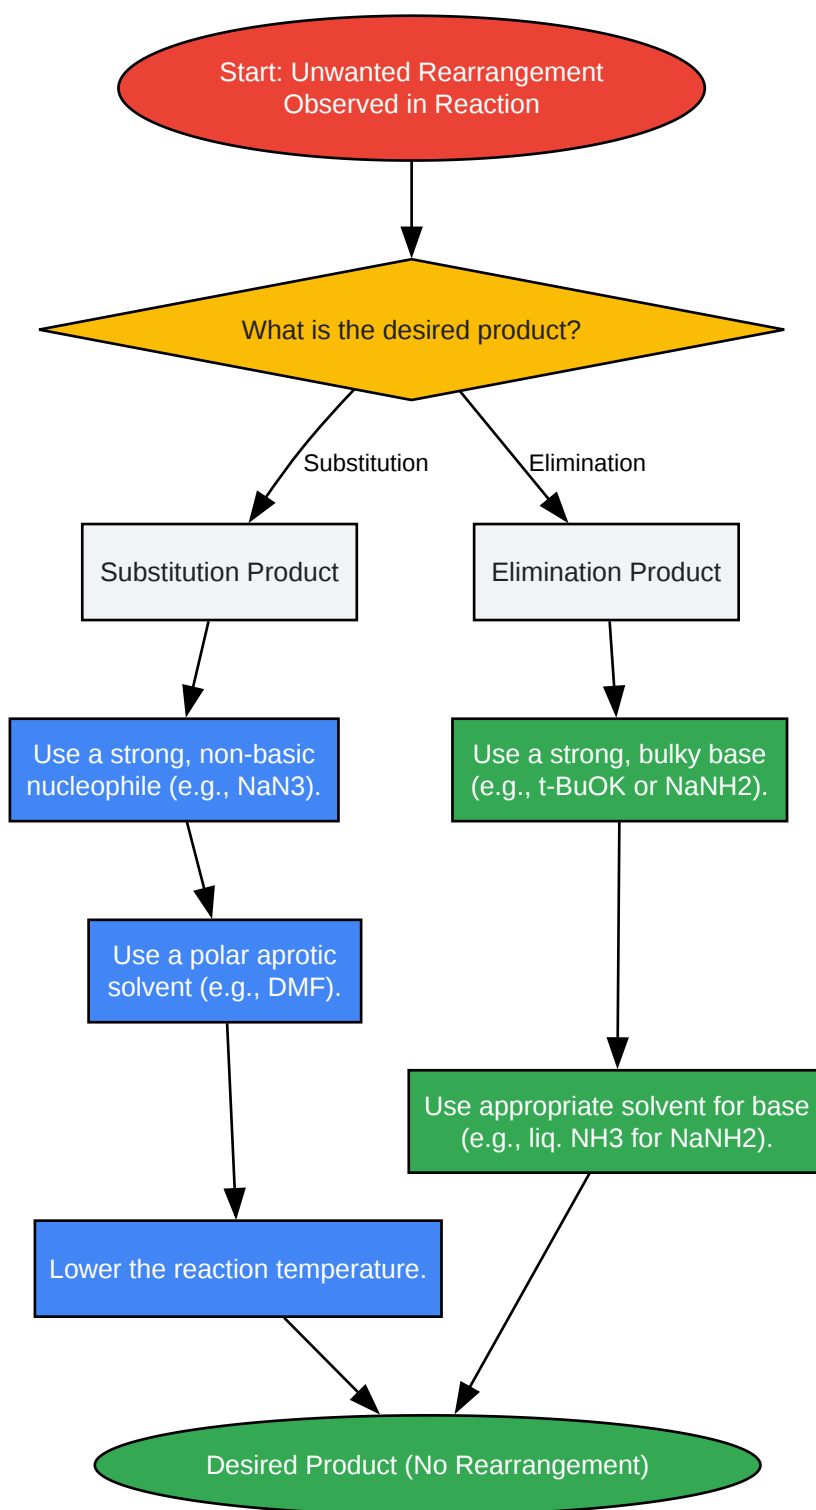 Start: Unwanted Rearrangement
Observed in Reaction
What is the desired product?
Substitution
Elimination
Substitution Product
Elimination Product
Use a strong, non-basic
nucleophile (e.g., NaN3).
Use a strong, bulky base
(e.g., t-BuOK or NaNH2).
Use a polar aprotic
solvent (e.g., DMF).
Use appropriate solvent for base
(e.g., liq. NH3 for NaNH2).
Lower the reaction temperature.
Desired Product (No Rearrangement)